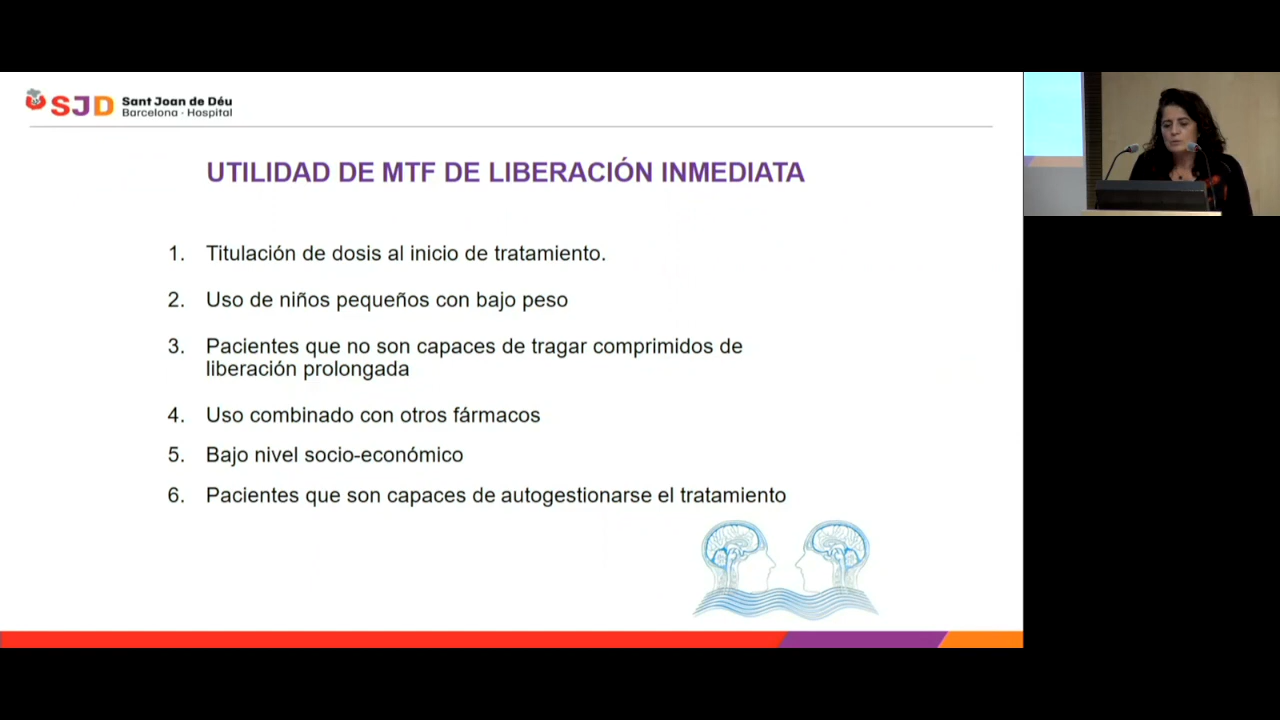 SJD Sant Joan de Déu
Barcelona - Hospital
UTILIDAD DE MTF DE LIBERACIÓN INMEDIATA
1. Titulación de dosis al inicio de tratamiento.
2. Uso de niños pequeños con bajo peso
3. Pacientes que no son capaces de tragar comprimidos de
liberación prolongada
4. Uso combinado con otros fármacos
5. Bajo nivel socio-económico
6. Pacientes que son capaces de autogestionarse el tratamiento